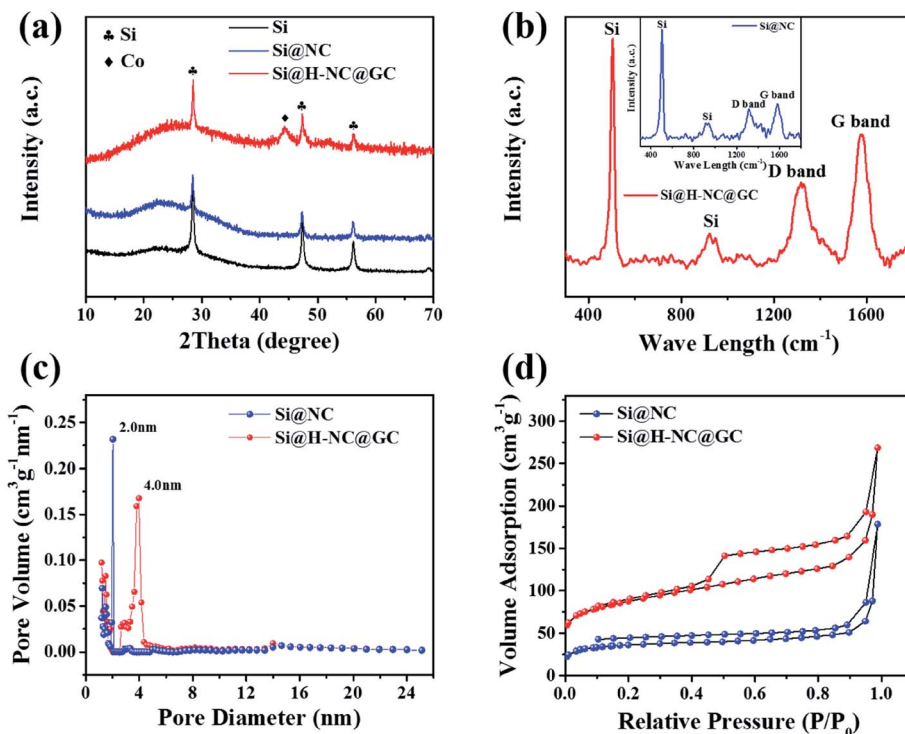 (a)
♣ Si
♦ Co
Si
Si@NC
Si@H-NC@GC
♣
♦
♣
♣
Intensity (a.c.)
10 20 30 40 50 60 70
2Theta (degree)
(b)
Si
Si
D band
G band
Si@H-NC@GC
Intensity (a.c.)
400 800 1200 1600
Wave Length (cm-1)
Si
Si@NC
Si
D band
G band
Intensity (a.c.)
400 800 1200 1600
Wave Length (cm-1)
(c)
Si@NC
Si@H-NC@GC
2.0nm
4.0nm
0.25
0.20
0.15
0.10
0.05
0.00
Pore Volume (cm3g-1nm-1)
0 4 8 12 16 20 24
Pore Diameter (nm)
(d)
Si@NC
Si@H-NC@GC
300
250
200
150
100
50
0
Volume Adsorption (cm3g-1)
0.0 0.2 0.4 0.6 0.8 1.0
Relative Pressure (P/P0)